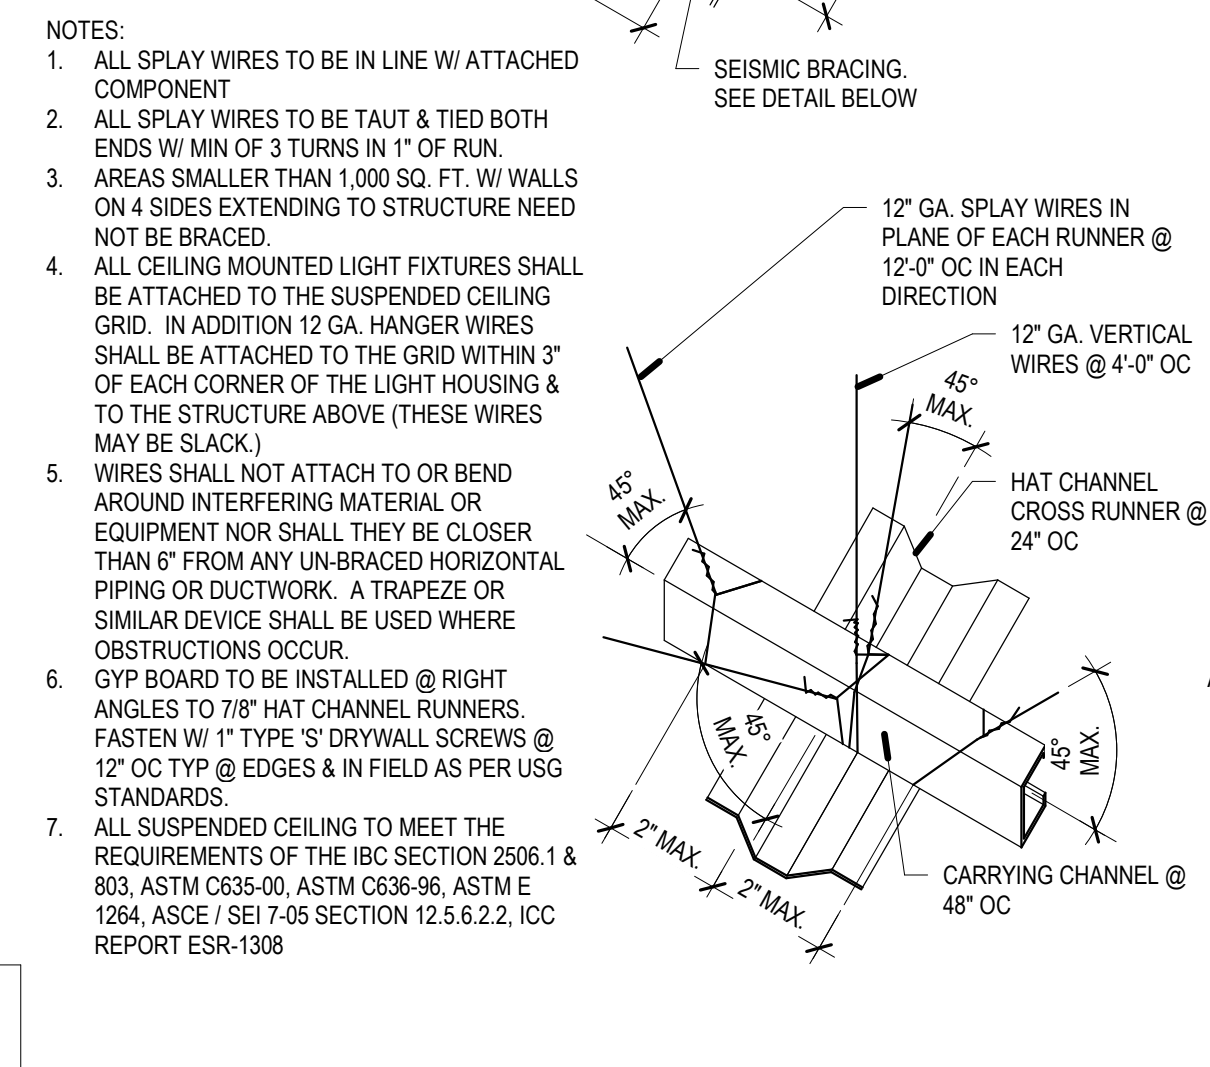 NOTES:
1. ALL SPLAY WIRES TO BE IN LINE W/ ATTACHED
COMPONENT
2. ALL SPLAY WIRES TO BE TAUT & TIED BOTH
ENDS W/ MIN OF 3 TURNS IN 1" OF RUN.
3. AREAS SMALLER THAN 1,000 SQ. FT. W/ WALLS
ON 4 SIDES EXTENDING TO STRUCTURE NEED
NOT BE BRACED.
4. ALL CEILING MOUNTED LIGHT FIXTURES SHALL
BE ATTACHED TO THE SUSPENDED CEILING
GRID. IN ADDITION 12 GA. HANGER WIRES
SHALL BE ATTACHED TO THE GRID WITHIN 3"
OF EACH CORNER OF THE LIGHT HOUSING &
TO THE STRUCTURE ABOVE (THESE WIRES
MAY BE SLACK.)
5. WIRES SHALL NOT ATTACH TO OR BEND
AROUND INTERFERING MATERIAL OR
EQUIPMENT NOR SHALL THEY BE CLOSER
THAN 6" FROM ANY UN-BRACED HORIZONTAL
PIPING OR DUCTWORK. A TRAPEZE OR
SIMILAR DEVICE SHALL BE USED WHERE
OBSTRUCTIONS OCCUR.
6. GYP BOARD TO BE INSTALLED @ RIGHT
ANGLES TO 7/8" HAT CHANNEL RUNNERS.
FASTEN W/ 1" TYPE 'S' DRYWALL SCREWS @
12" OC TYP @ EDGES & IN FIELD AS PER USG
STANDARDS.
7. ALL SUSPENDED CEILING TO MEET THE
REQUIREMENTS OF THE IBC SECTION 2506.1 &
803, ASTM C635-00, ASTM C636-96, ASTM E
1264, ASCE / SEI 7-05 SECTION 12.5.6.2.2, ICC
REPORT ESR-1308
SEISMIC BRACING.
SEE DETAIL BELOW
12" GA. SPLAY WIRES IN
PLANE OF EACH RUNNER @
12'-0" OC IN EACH
DIRECTION
12" GA. VERTICAL
WIRES @ 4'-0" OC
45°
MAX.
HAT CHANNEL
CROSS RUNNER @
24" OC
45°
MAX.
45°
MAX.
45°
MAX.
2" MAX.
2" MAX.
CARRYING CHANNEL @
48" OC